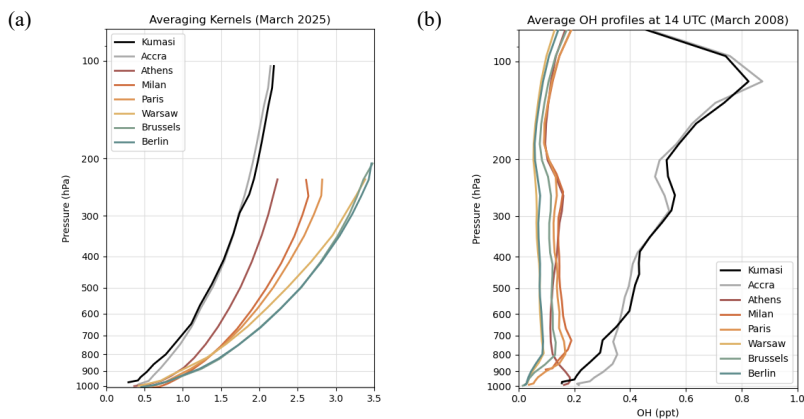 (a)
Averaging Kernels (March 2025)
Pressure (hPa)
100
200
300
400
500
600
700
800
900
1000
0.0 0.5 1.0 1.5 2.0 2.5 3.0 3.5
Kumasi
Accra
Athens
Milan
Paris
Warsaw
Brussels
Berlin
(b)
Average OH profiles at 14 UTC (March 2008)
Pressure (hPa)
100
200
300
400
500
600
700
800
900
1000
0.0 0.2 0.4 0.6 0.8 1.0
OH (ppt)
Kumasi
Accra
Athens
Milan
Paris
Warsaw
Brussels
Berlin